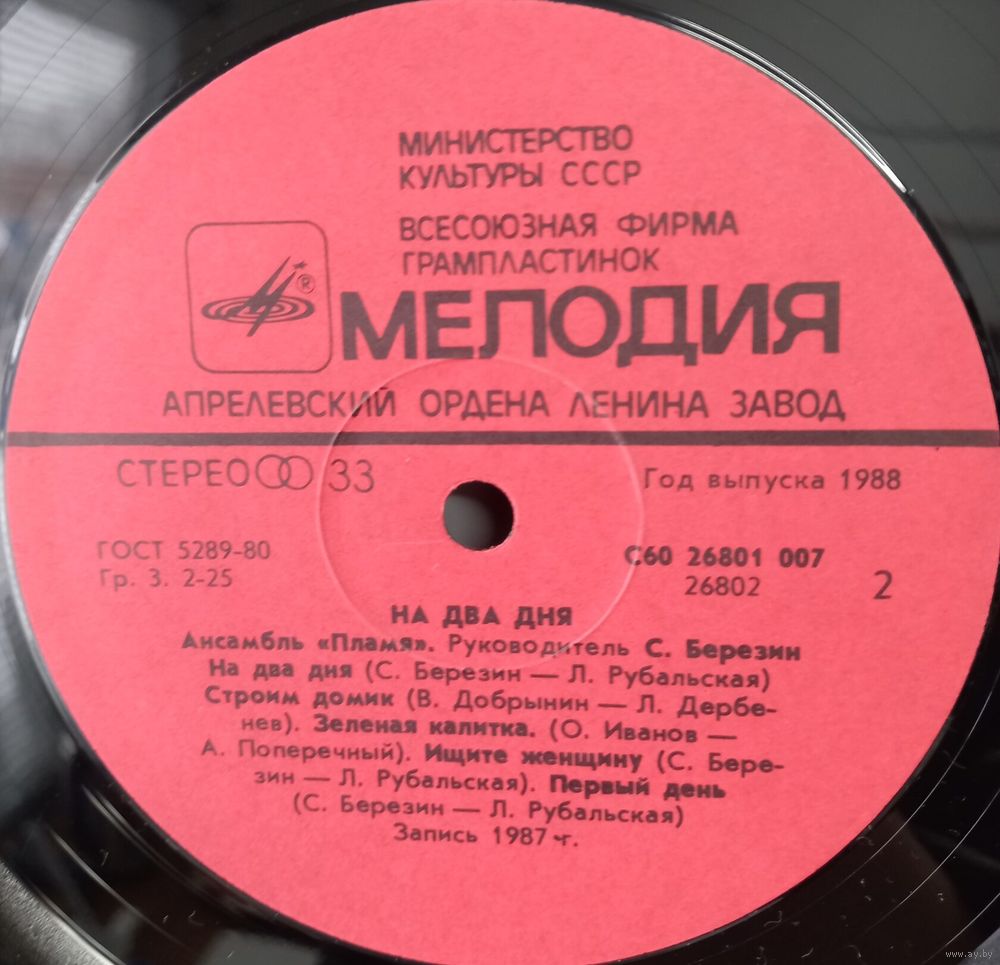 МИНИСТЕРСТВО
КУЛЬТУРЫ СССР
ВСЕСОЮЗНАЯ ФИРМА
ГРАМПЛАСТИНОК
®
МЕЛОДИЯ
АПРЕЛЕВСКИЙ ОРДЕНА ЛЕНИНА ЗАВОД
СТЕРЕО 33
Год выпуска 1988
ГОСТ 5289-80
Гр. 3. 2-25
С60 26801 007
26802
2
НА ДВА ДНЯ
Ансамбль «Пламя». Руководитель С. Березин
На два дня (С. Березин — Л. Рубальская)
Строим домик (В. Добрынин — Л. Дербе-
нев). Зеленая калитка. (О. Иванов —
А. Поперечный). Ищите женщину (С. Бере-
зин — Л. Рубальская). Первый день
(С. Березин — Л. Рубальская)
Запись 1987 г.
www.ay.by